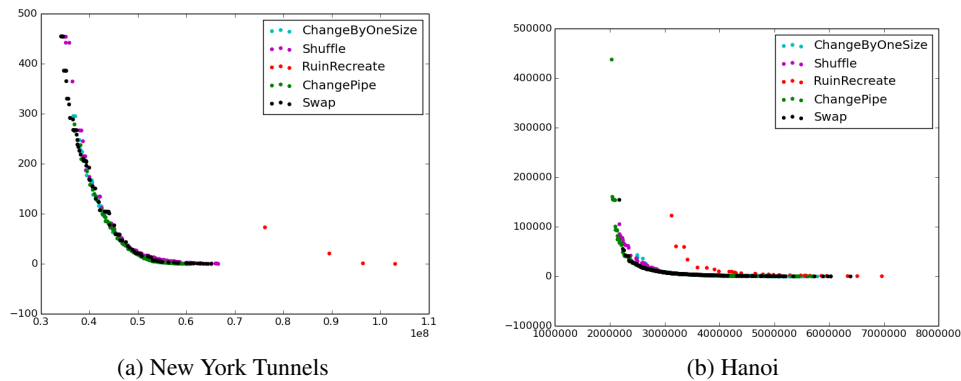 500
400
300
200
100
0
−100
0.3 0.4 0.5 0.6 0.7 0.8 0.9 1.0 1.1
1e8
ChangeByOneSize
Shuffle
RuinRecreate
ChangePipe
Swap
(a) New York Tunnels
500000
400000
300000
200000
100000
0
−100000
1000000 2000000 3000000 4000000 5000000 6000000 7000000 8000000
ChangeByOneSize
Shuffle
RuinRecreate
ChangePipe
Swap
(b) Hanoi